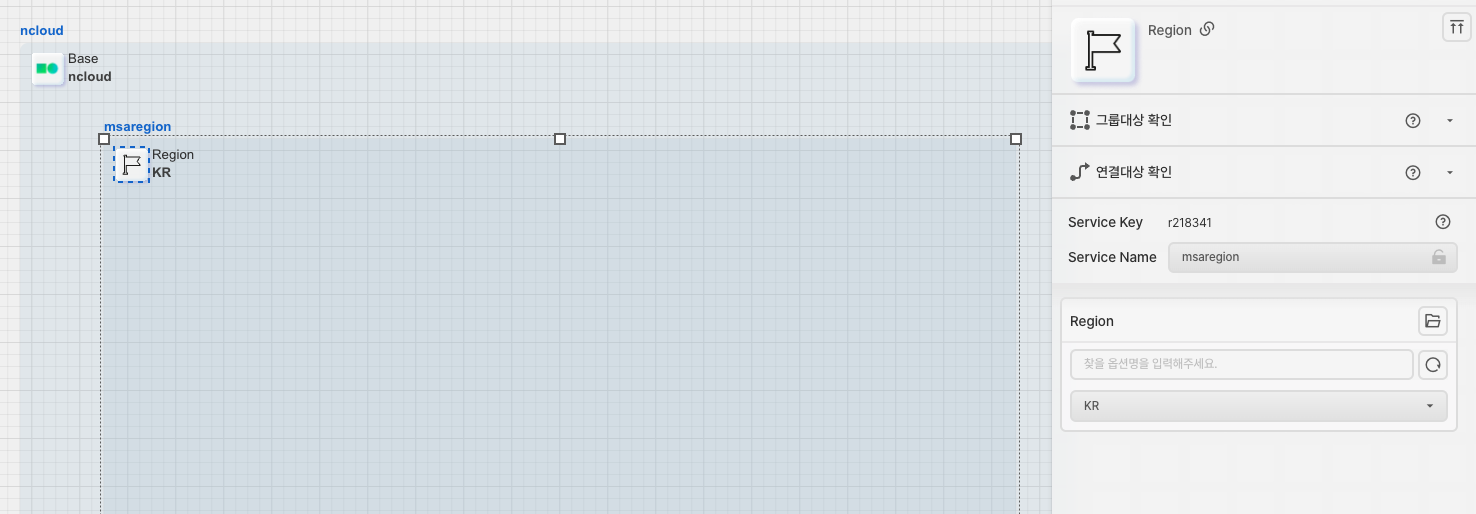 ncloud
Base
ncloud
msaregion
Region
KR
Region
그룹대상 확인
연결대상 확인
Service Key r218341
Service Name msaregion
Region
찾을 옵션명을 입력해주세요.
KR